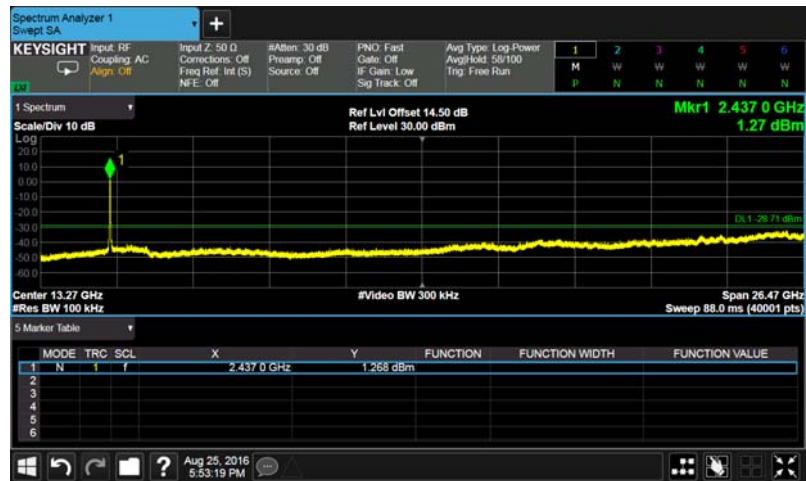 Spectrum Analyzer 1
Swept SA
+
KEYSIGHT
Input: RF
Coupling: AC
Align: Off
Input Z: 50 Ω
Corrections: Off
Freq Ref: Int (S)
NFE: Off
#Atten: 30 dB
Preamp: Off
Source: Off
PNO: Fast
Gate: Off
IF Gain: Low
Sig Track: Off
Avg Type: Log-Power
Avg|Hold: 58/100
Trig: Free Run
1 2 3 4 5 6
M W W W W W
P N N N N N
LXI
1 Spectrum
Scale/Div 10 dB
Ref Lvl Offset 14.50 dB
Ref Level 30.00 dBm
Mkr1 2.437 0 GHz
1.27 dBm
Log
20.0
10.0
0.00
-10.0
-20.0
-30.0
-40.0
-50.0
-60.0
1
DL1 -28.71 dBm
Center 13.27 GHz
#Res BW 100 kHz
#Video BW 300 kHz
Span 26.47 GHz
Sweep 88.0 ms (40001 pts)
5 Marker Table
MODE TRC SCL X Y FUNCTION FUNCTION WIDTH FUNCTION VALUE
1 N 1 f 2.437 0 GHz 1.268 dBm
2
3
4
5
6
?
Aug 25, 2016
5:53:19 PM